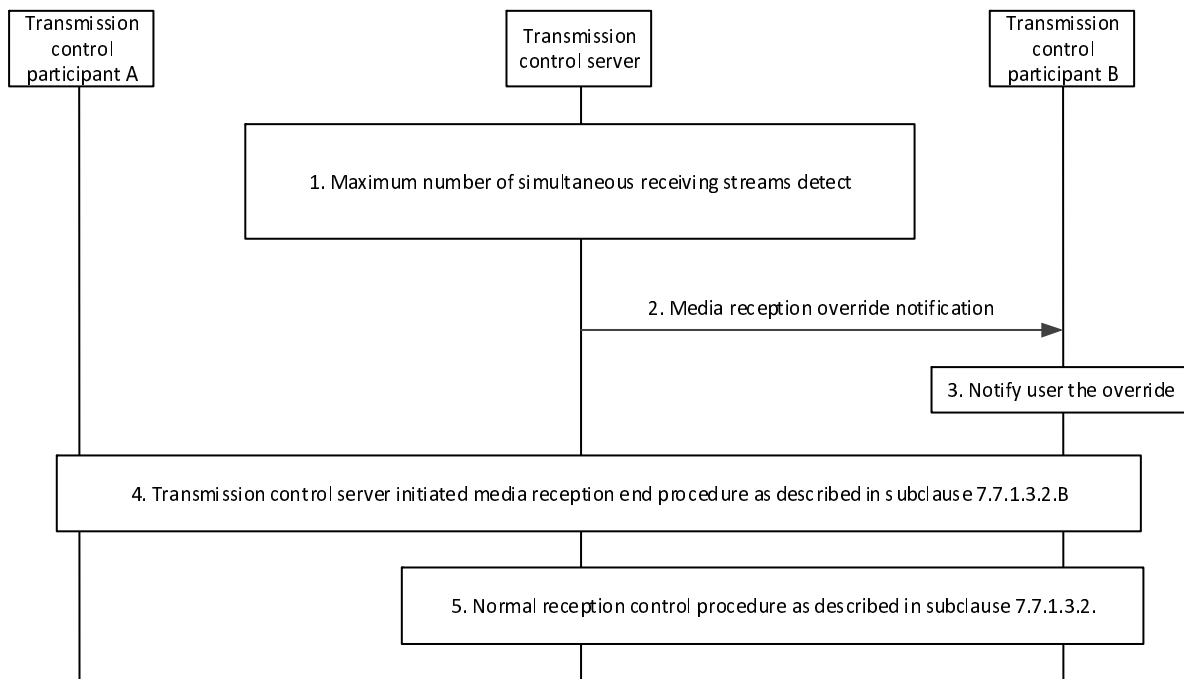 Transmission
control
participant A
Transmission
control server
Transmission
control
participant B
1. Maximum number of simultaneous receiving streams detect
2. Media reception override notification
3. Notify user the override
4. Transmission control server initiated media reception end procedure as described in subclause 7.7.1.3.2.B
5. Normal reception control procedure as described in subclause 7.7.1.3.2.